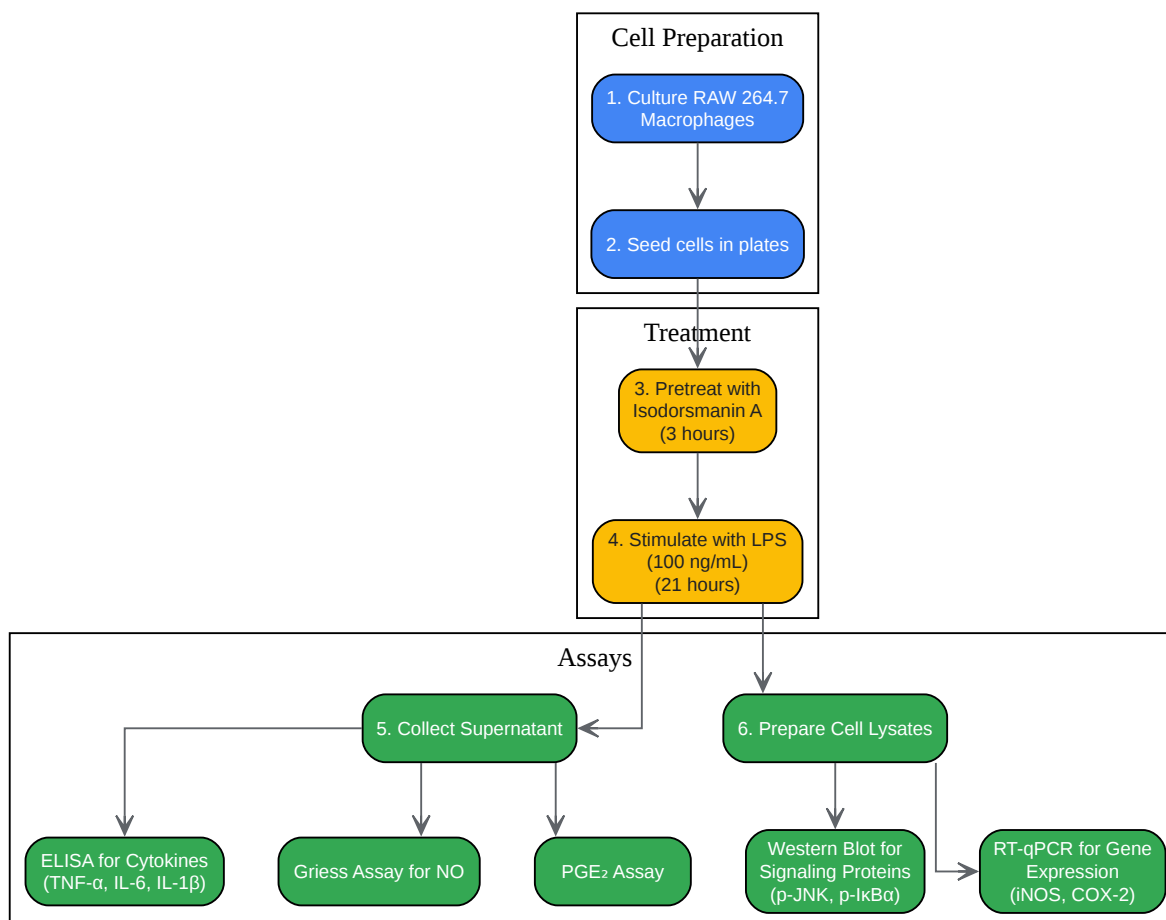 Cell Preparation
1. Culture RAW 264.7
Macrophages
2. Seed cells in plates
Treatment
3. Pretreat with
Isodorsmanin A
(3 hours)
4. Stimulate with LPS
(100 ng/mL)
(21 hours)
Assays
5. Collect Supernatant
6. Prepare Cell Lysates
ELISA for Cytokines
(TNF-α, IL-6, IL-1β)
Griess Assay for NO
PGE₂ Assay
Western Blot for
Signaling Proteins
(p-JNK, p-IκBα)
RT-qPCR for Gene
Expression
(iNOS, COX-2)